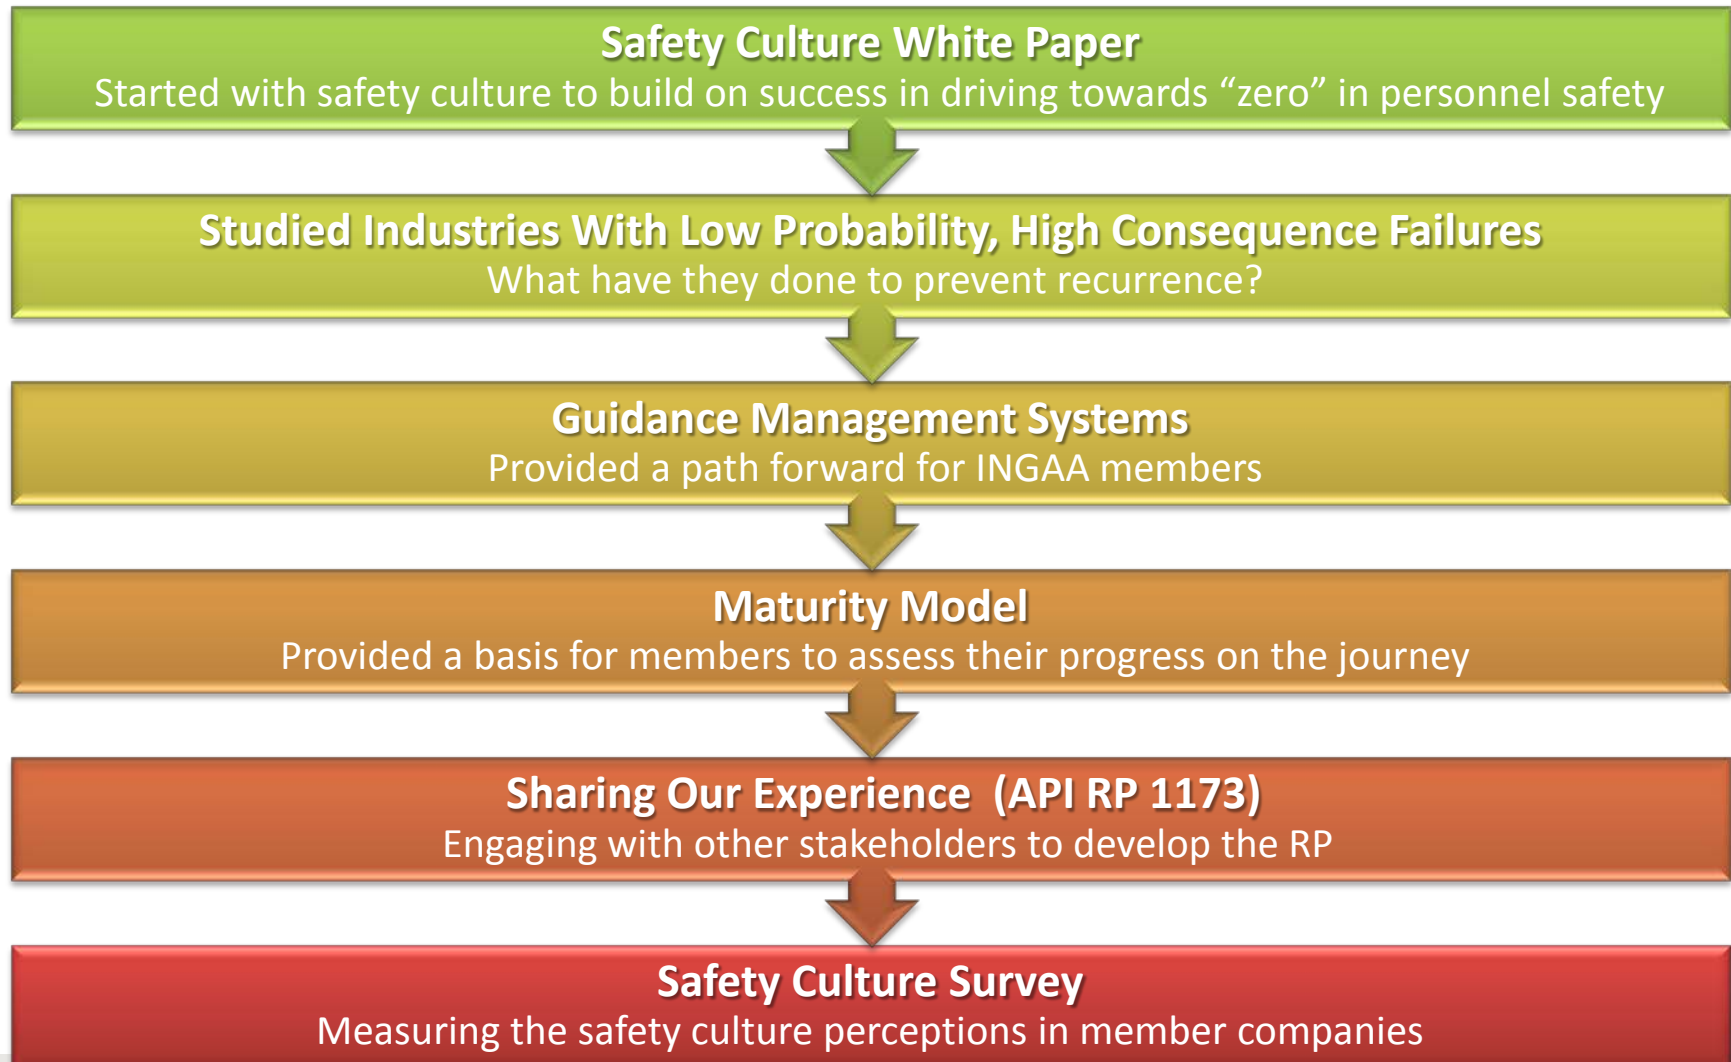 Safety Culture White Paper
Started with safety culture to build on success in driving towards “zero” in personnel safety
Studied Industries With Low Probability, High Consequence Failures
What have they done to prevent recurrence?
Guidance Management Systems
Provided a path forward for INGAA members
Maturity Model
Provided a basis for members to assess their progress on the journey
Sharing Our Experience  (API RP 1173)
Engaging with other stakeholders to develop the RP
Safety Culture Survey
Measuring the safety culture perceptions in member companies